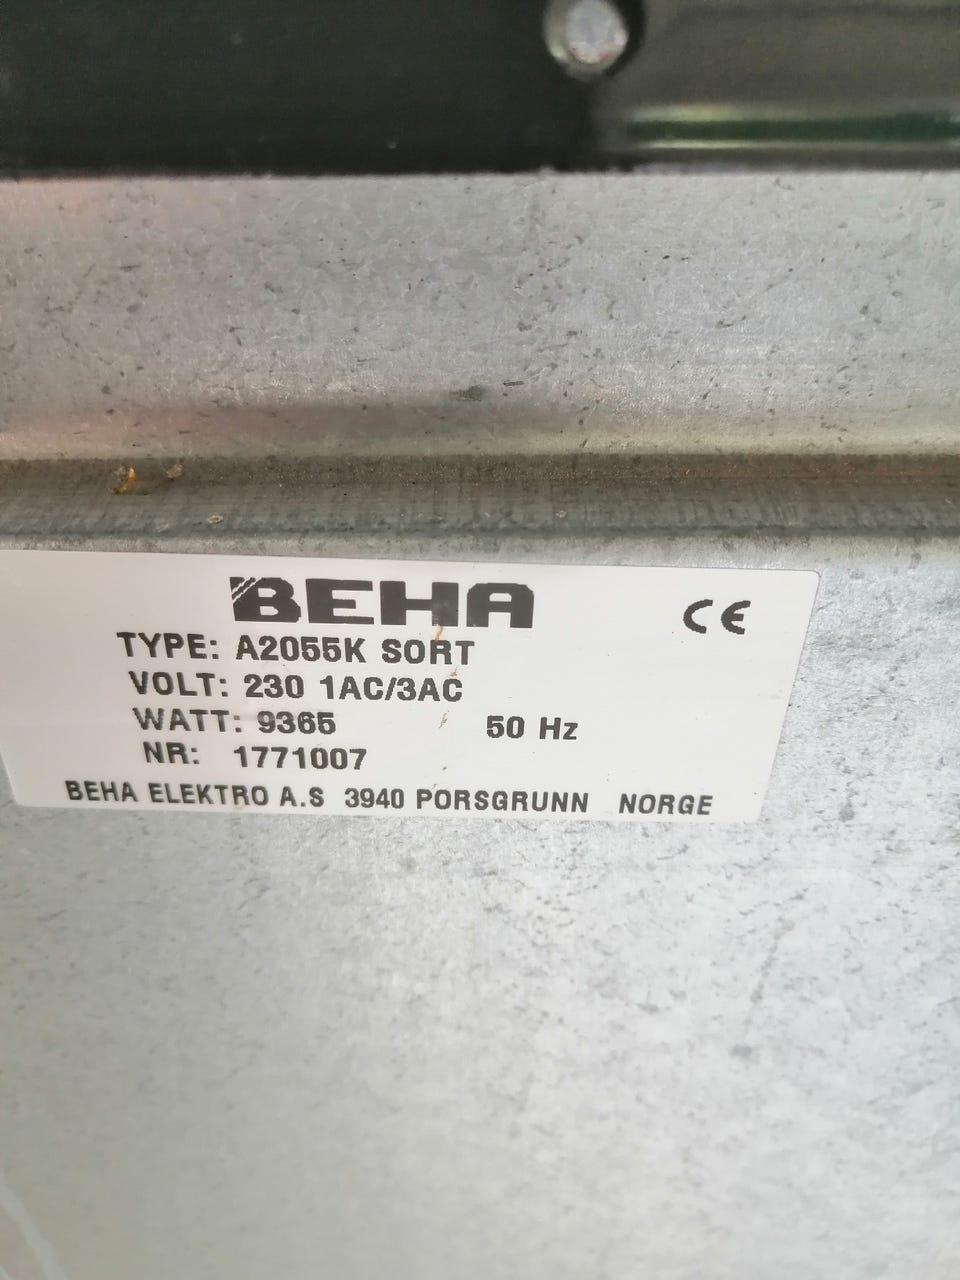 BEHA CE
TYPE: A2055K SORT
VOLT: 230 1AC/3AC
WATT: 9365 50 Hz
NR: 1771007
BEHA ELEKTRO A.S 3940 PORSGRUNN NORGE